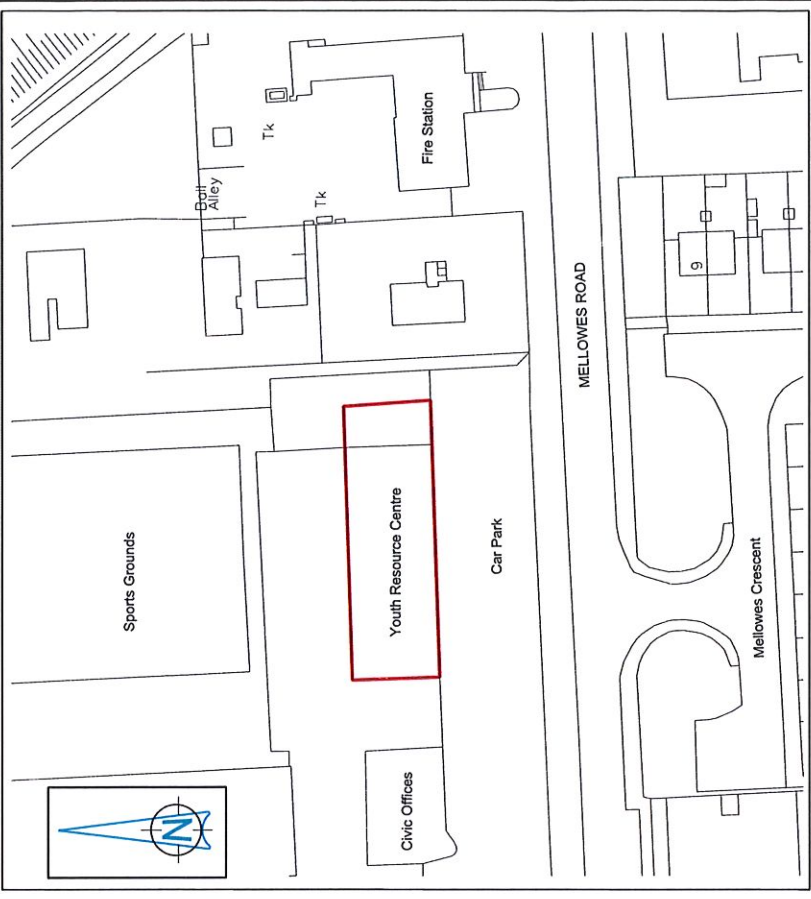 Tk
Fire Station
Ball
Alley
Tk
9
MELLOWES ROAD
Sports Grounds
Youth Resource Centre
Car Park
Mellowes Crescent
Civic Offices
N